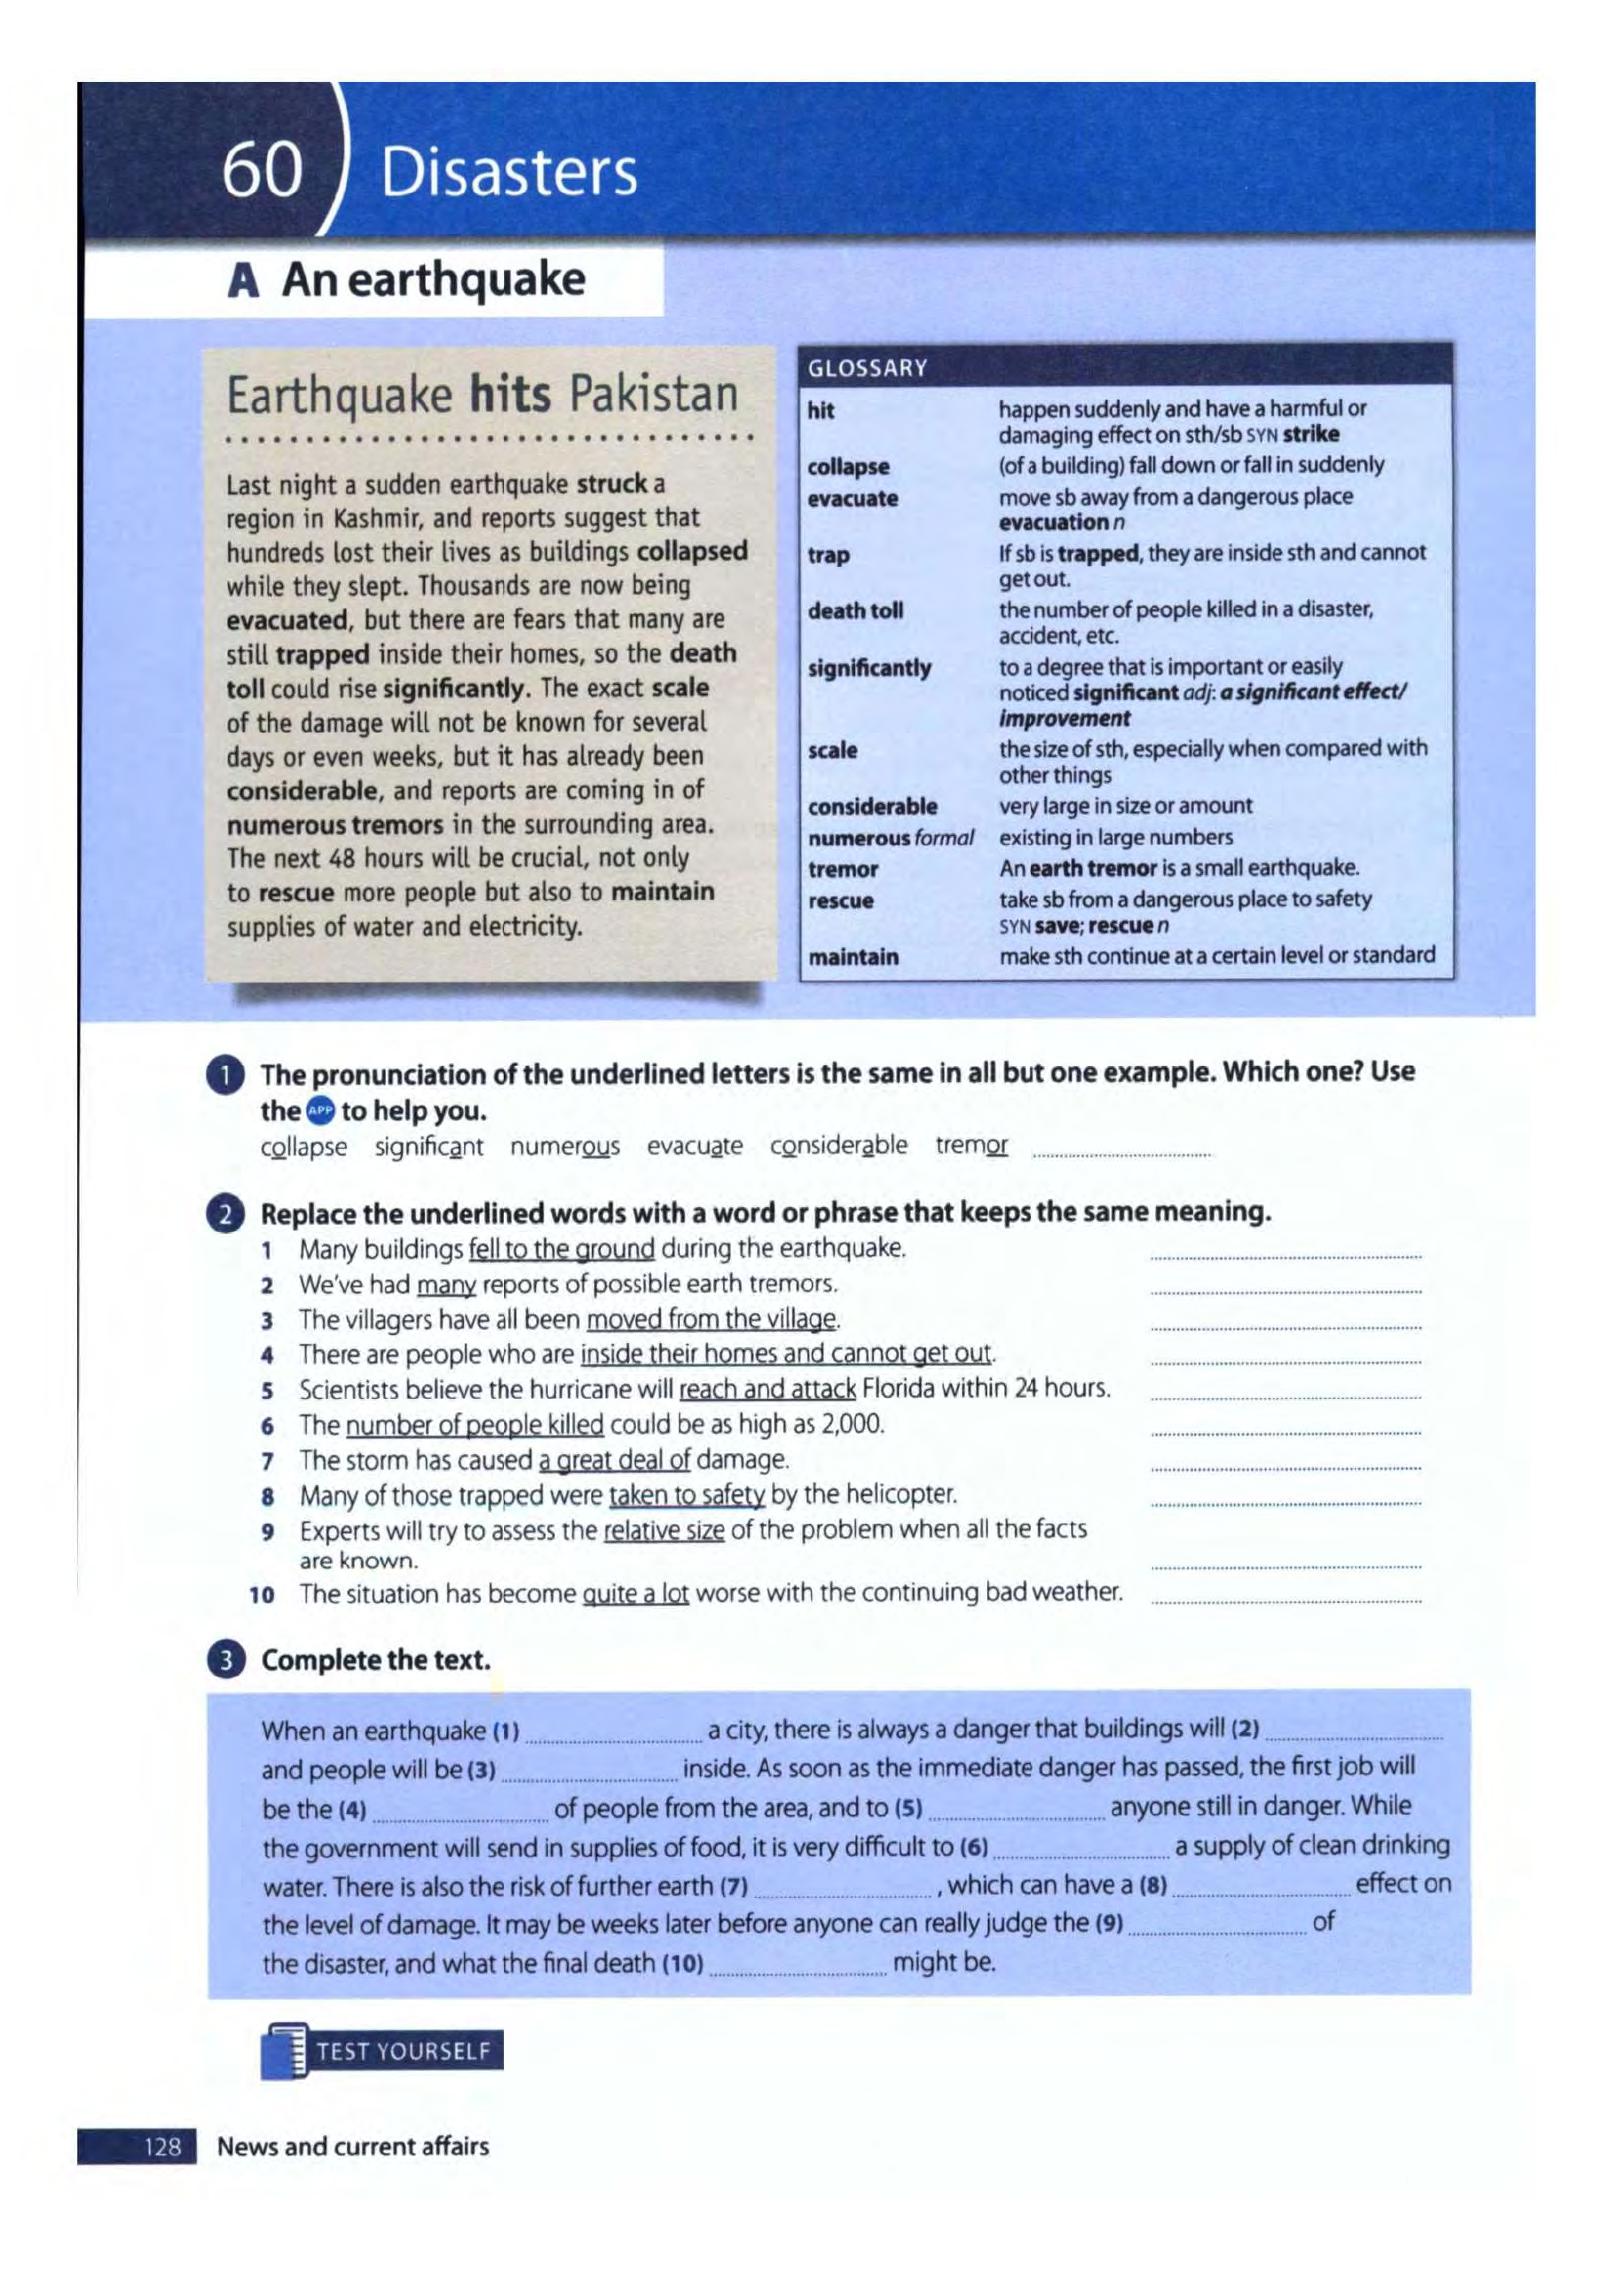 60 Disasters
A An earthquake
Earthquake hits Pakistan
Last night a sudden earthquake struck a
region in Kashmir, and reports suggest that
hundreds lost their lives as buildings collapsed
while they slept. Thousands are now being
evacuated, but there are fears that many are
still trapped inside their homes, so the death
toll could rise significantly. The exact scale
of the damage will not be known for several
days or even weeks, but it has already been
considerable, and reports are coming in of
numerous tremors in the surrounding area.
The next 48 hours will be crucial, not only
to rescue more people but also to maintain
supplies of water and electricity.
GLOSSARY
hit happen suddenly and have a harmful or
damaging effect on sth/sb SYN strike
collapse (of a building) fall down or fall in suddenly
evacuate move sb away from a dangerous place
evacuation n
trap If sb is trapped, they are inside sth and cannot
get out.
death toll the number of people killed in a disaster,
accident, etc.
significantly to a degree that is important or easily
noticed significant adj: a significant effect/
improvement
scale the size of sth, especially when compared with
other things
considerable very large in size or amount
numerous formal existing in large numbers
tremor An earth tremor is a small earthquake.
rescue take sb from a dangerous place to safety
SYN save; rescue n
maintain make sth continue at a certain level or standard
1 The pronunciation of the underlined letters is the same in all but one example. Which one? Use
the APP to help you.
collapse significant numerous evacuate considerable tremor
2 Replace the underlined words with a word or phrase that keeps the same meaning.
1 Many buildings fell to the ground during the earthquake.
2 We've had many reports of possible earth tremors.
3 The villagers have all been moved from the village.
4 There are people who are inside their homes and cannot get out.
5 Scientists believe the hurricane will reach and attack Florida within 24 hours.
6 The number of people killed could be as high as 2,000.
7 The storm has caused a great deal of damage.
8 Many of those trapped were taken to safety by the helicopter.
9 Experts will try to assess the relative size of the problem when all the facts
are known.
10 The situation has become quite a lot worse with the continuing bad weather.
3 Complete the text.
When an earthquake (1) a city, there is always a danger that buildings will (2)
and people will be (3) inside. As soon as the immediate danger has passed, the first job will
be the (4) of people from the area, and to (5) anyone still in danger. While
the government will send in supplies of food, it is very difficult to (6) a supply of clean drinking
water. There is also the risk of further earth (7) , which can have a (8) effect on
the level of damage. It may be weeks later before anyone can really judge the (9) of
the disaster, and what the final death (10) might be.
TEST YOURSELF
128 News and current affairs